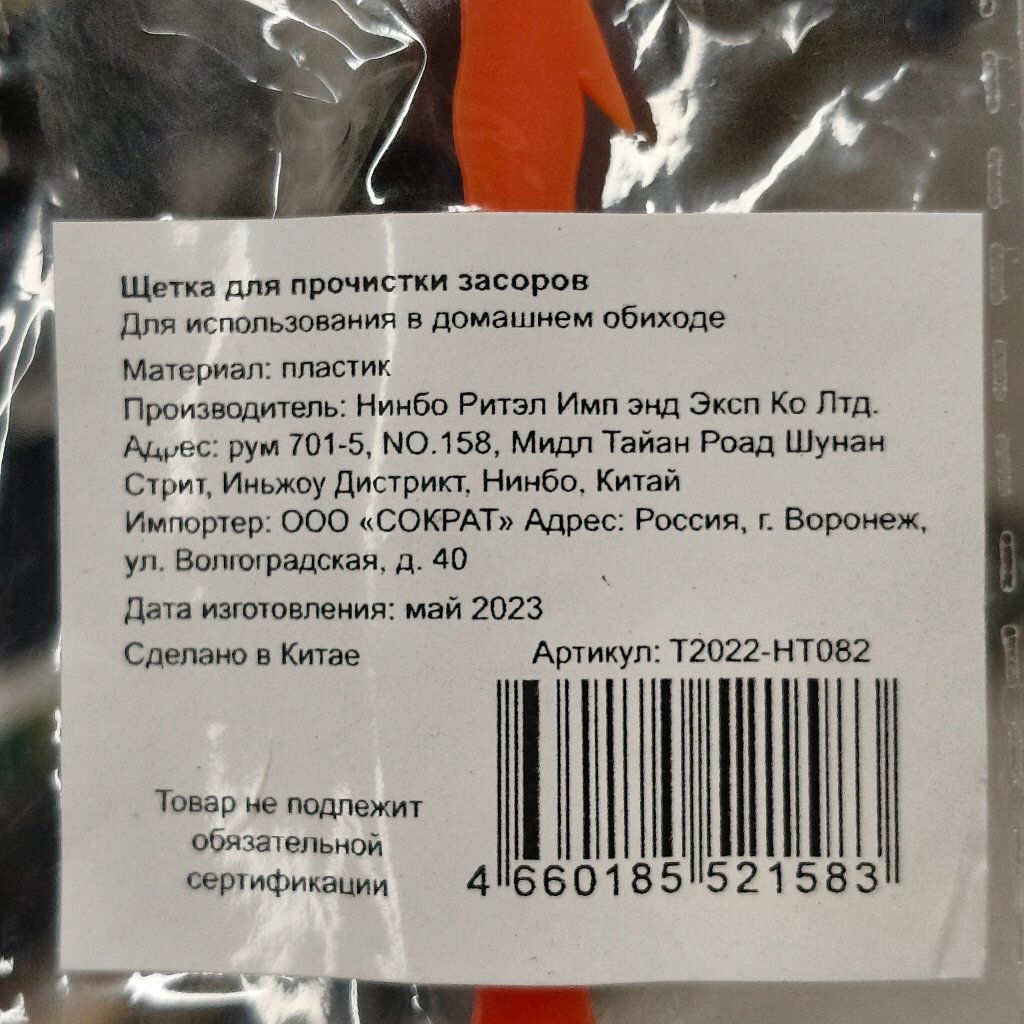 Щетка для прочистки засоров
Для использования в домашнем обиходе
Материал: пластик
Производитель: Нинбо Ритэл Имп энд Эксп Ко Лтд.
Адрес: рум 701-5, NO.158, Мидл Тайан Роад Шунан
Стрит, Иньжоу Дистрикт, Нинбо, Китай
Импортер: ООО «СОКРАТ» Адрес: Россия, г. Воронеж,
ул. Волгоградская, д. 40
Дата изготовления: май 2023
Сделано в Китае
Артикул: T2022-HT082
Товар не подлежит
обязательной
сертификации
4 660185 521583